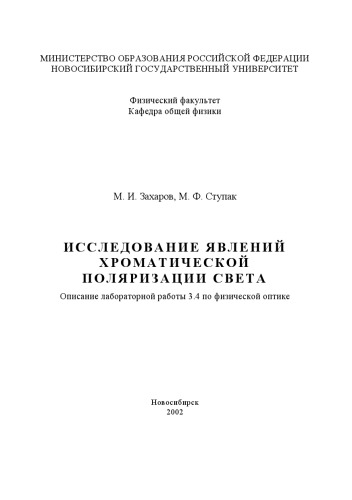 МИНИСТЕРСТВО ОБРАЗОВАНИЯ РОССИЙСКОЙ ФЕДЕРАЦИИ
НОВОСИБИРСКИЙ ГОСУДАРСТВЕННЫЙ УНИВЕРСИТЕТ
Физический факультет
Кафедра общей физики
М. И. Захаров, М. Ф. Ступак
ИССЛЕДОВАНИЕ ЯВЛЕНИЙ
ХРОМАТИЧЕСКОЙ
ПОЛЯРИЗАЦИИ СВЕТА
Описание лабораторной работы 3.4 по физической оптике
Новосибирск
2002